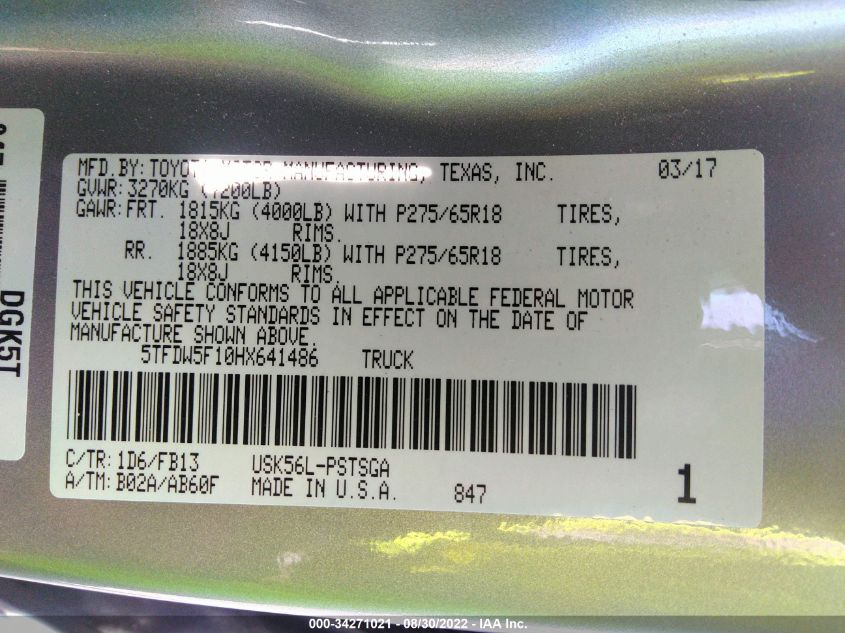 MFD.BY: TOYOTA MOTOR MANUFACTURING, TEXAS, INC. 03/17
GVWR: 3270KG (7200LB)
GAWR: FRT. 1815KG (4000LB) WITH P275/65R18 TIRES,
18X8J RIMS.
RR. 1885KG (4150LB) WITH P275/65R18 TIRES,
18X8J RIMS.
THIS VEHICLE CONFORMS TO ALL APPLICABLE FEDERAL MOTOR
VEHICLE SAFETY STANDARDS IN EFFECT ON THE DATE OF
MANUFACTURE SHOWN ABOVE.
5TFDW5F10HX641486 TRUCK
C/TR: 1D6/FB13 USK56L-PSTSGA
A/TM: B02A/AB60F MADE IN U.S.A. 847 1
DGK5T
000-34271021 - 08/30/2022 - IAA Inc.